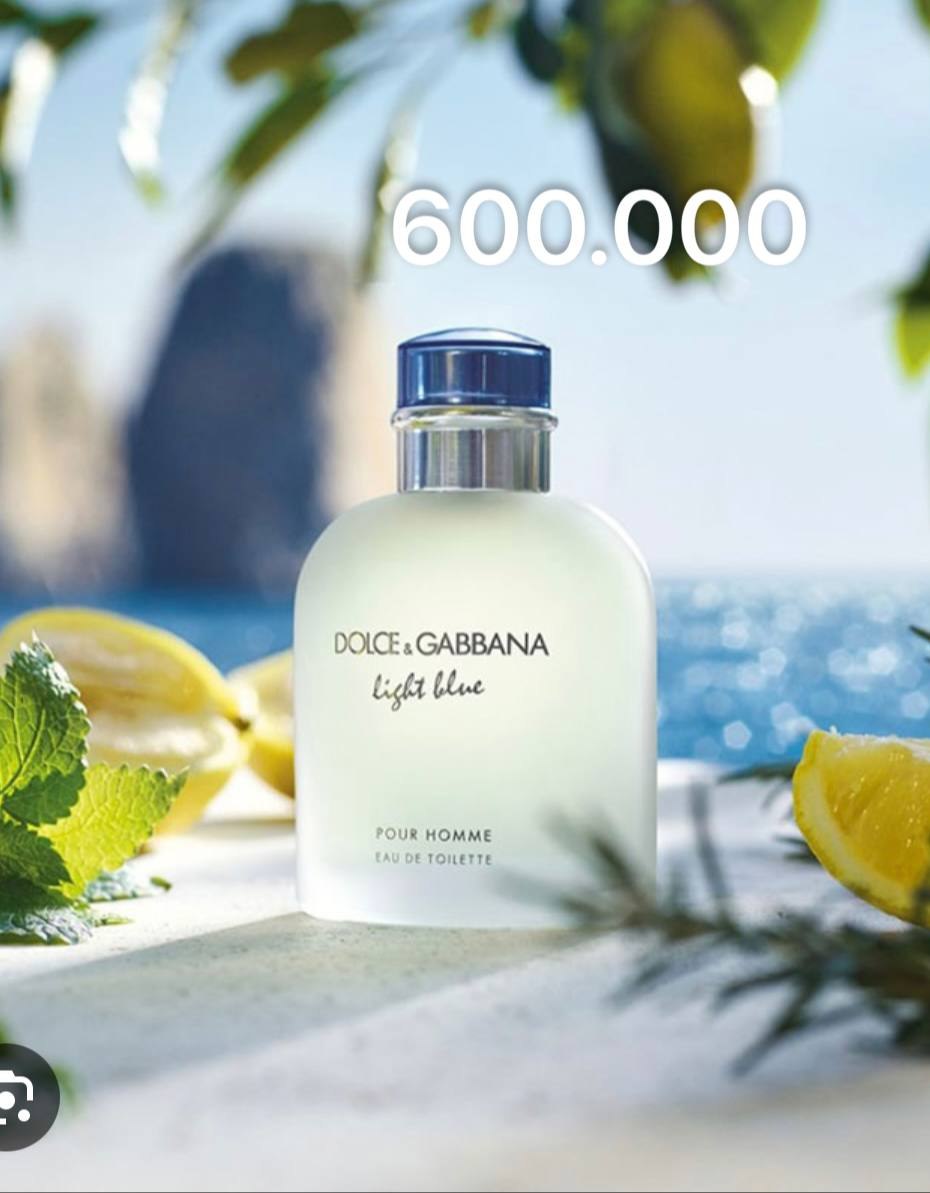 600.000
DOLCE & GABBANA
light blue
POUR HOMME
EAU DE TOILETTE